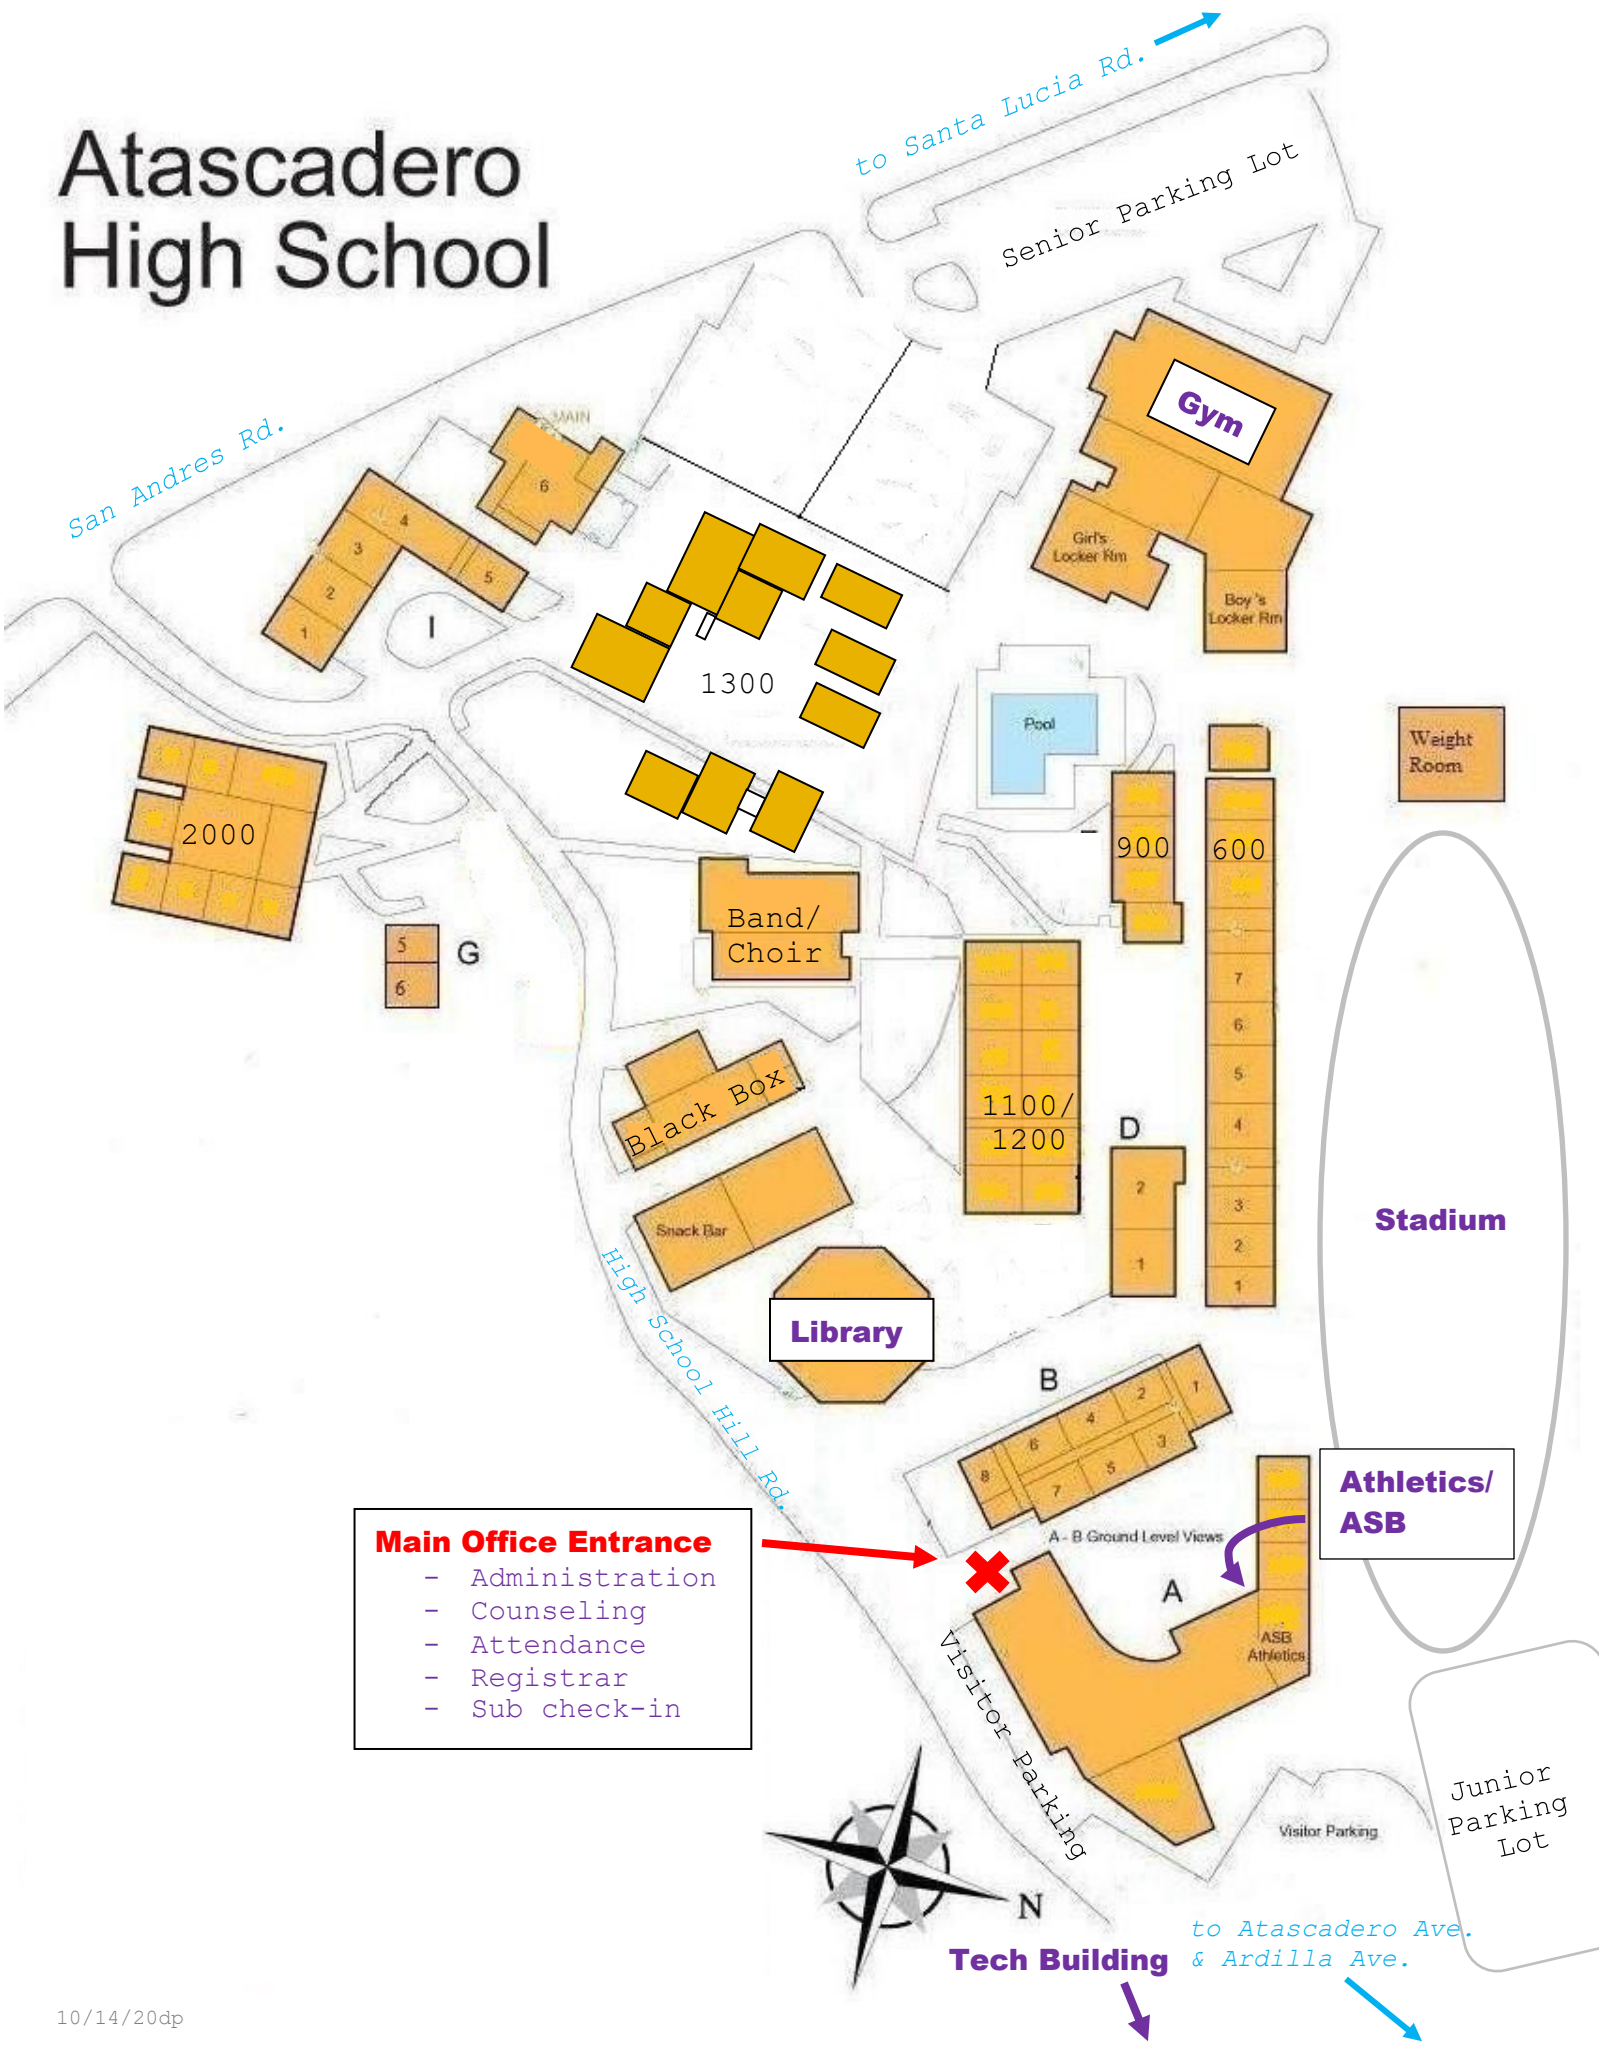 to Santa Lucia Rd.
Atascadero
High School
Senior Parking Lot
Gym
San Andres Rd.
MAIN
6
4
3
5
2
1
I
Girl's
Locker Rm
Boy's
Locker Rm
1300
Pool
Weight
Room
2000
900
600
Band/
Choir
5
G
6
7
6
5
Black Box
1100/
1200
D
4
2
3
Snack Bar
Stadium
1
2
1
High School Hill Rd.
Library
B
1
2
4
3
6
5
8
7
Athletics/
ASB
Main Office Entrance
- Administration
- Counseling
- Attendance
- Registrar
- Sub check-in
A - B Ground Level Views
A
ASB
Athletics
Visitor Parking
Junior
Parking
Lot
Visitor Parking
N
to Atascadero Ave.
& Ardilla Ave.
Tech Building
10/14/20dp